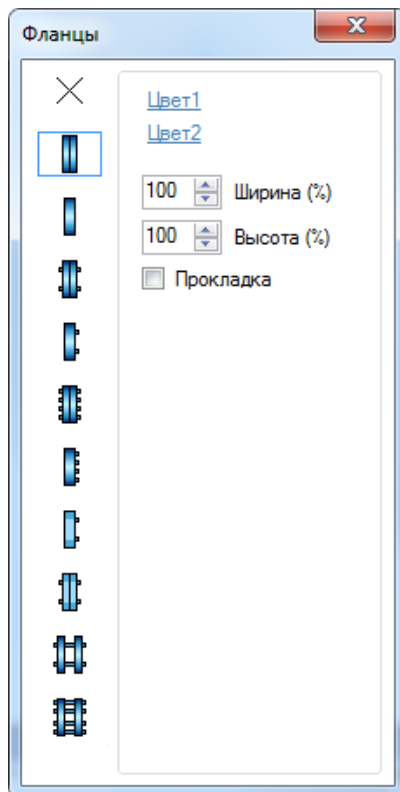 Фланцы
Цвет1
Цвет2
100 Ширина (%)
100 Высота (%)
Прокладка